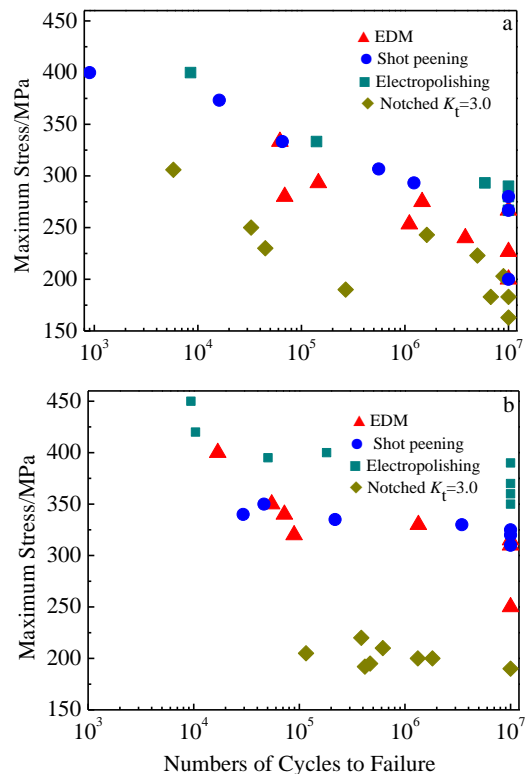 a
EDM
Shot peening
Electropolishing
Notched Kt=3.0
Maximum Stress/MPa
450
400
350
300
250
200
150
10^3
10^4
10^5
10^6
10^7
b
EDM
Shot peening
Electropolishing
Notched Kt=3.0
Maximum Stress/MPa
450
400
350
300
250
200
150
10^3
10^4
10^5
10^6
10^7
Numbers of Cycles to Failure